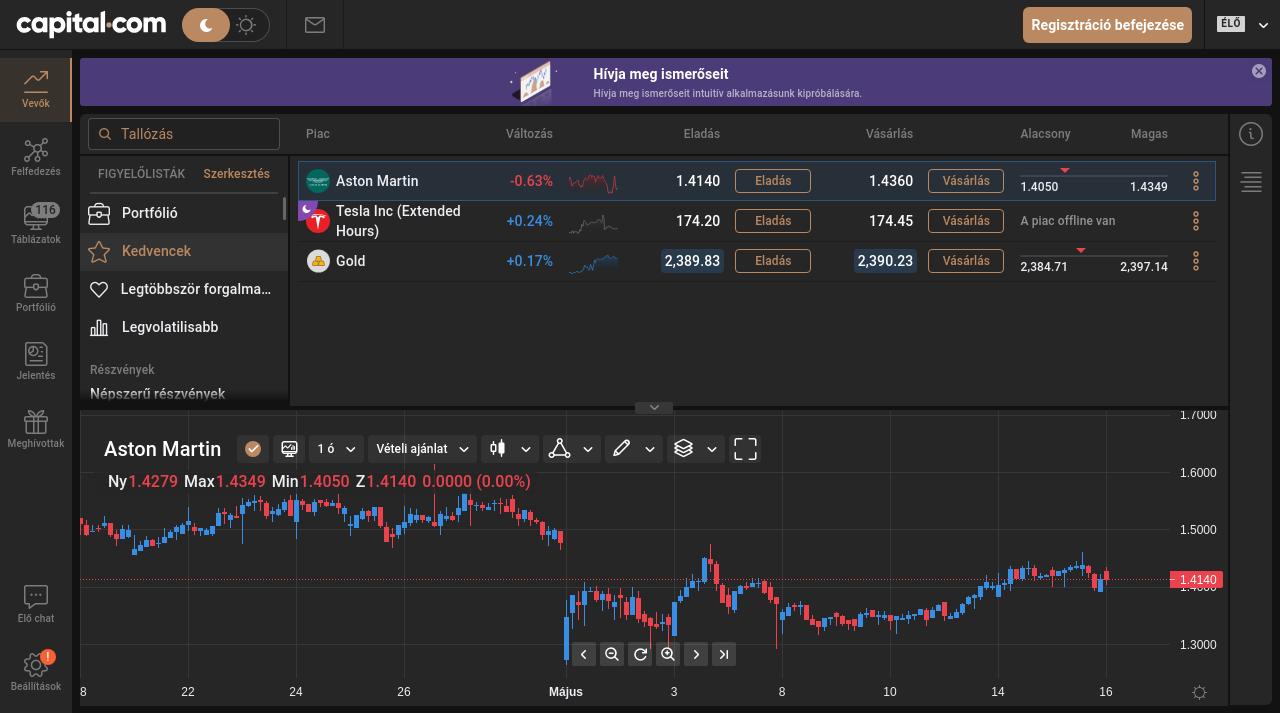 capital.com
Regisztráció befejezése
ÉLŐ
Hívja meg ismerőseit
Hívja meg ismerőseit intuitív alkalmazásunk kipróbálására.
Vevők
Felfedezés
116
Táblázatok
Portfólió
Jelentés
Meghívottak
Élő chat
!
Beállítások
Tallózás
FIGYELŐLISTÁK Szerkesztés
Portfólió
Kedvencek
Legtöbbször forgalma...
Legvolatilisabb
Részvények
Népszerű részvények
Piac Változás Eladás Vásárlás Alacsony Magas
Aston Martin -0.63% 1.4140 Eladás 1.4360 Vásárlás 1.4050 1.4349
Tesla Inc (Extended
Hours) +0.24% 174.20 Eladás 174.45 Vásárlás A piac offline van
Gold +0.17% 2,389.83 Eladás 2,390.23 Vásárlás 2,384.71 2,397.14
Aston Martin 1 ó Vételi ajánlat
Ny1.4279 Max1.4349 Min1.4050 Z1.4140 0.0000 (0.00%)
1.7000
1.6000
1.5000
1.4140
1.4000
1.3000
8 22 24 26 Május 3 8 10 14 16